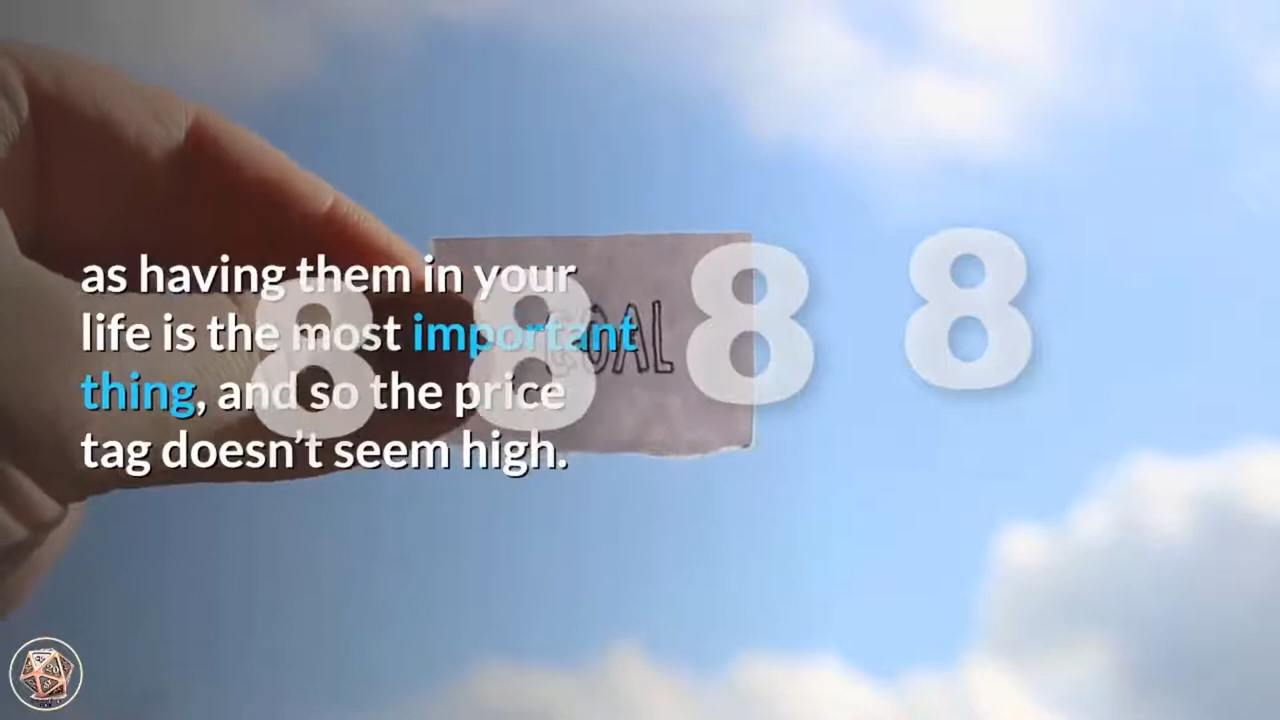 as having them in your
life is the most important
thing, and so the price
tag doesn't seem high.
GOAL
8 8 8 8